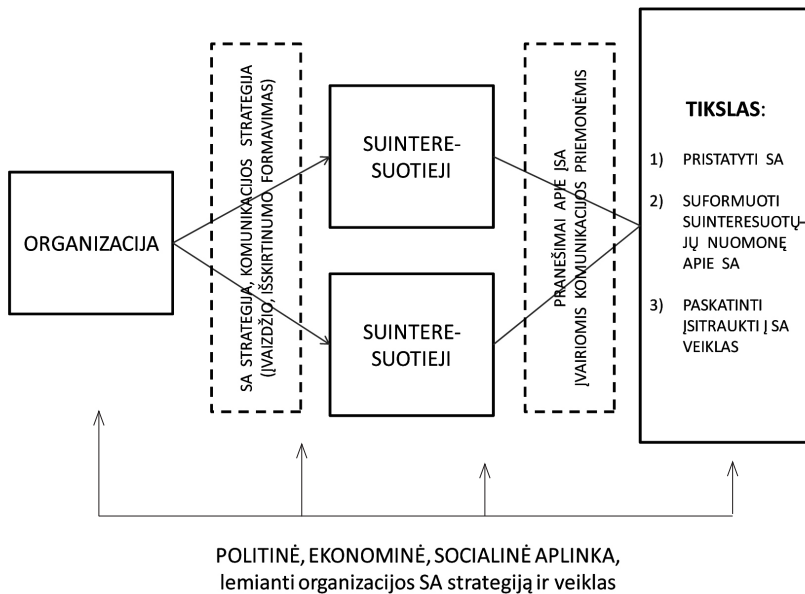 ORGANIZACIJA
SA STRATEGIJA, KOMUNIKACIJOS STRATEGIJA
(ĮVAIZDŽIO, IŠSKIRTINUMO FORMAVIMAS)
SUINTERE-
SUOTIEJI
SUINTERE-
SUOTIEJI
PRANEŠIMAI APIE ĮSA
ĮVAIRIOMIS KOMUNIKACIJOS PRIEMONĖMIS
TIKSLAS:
1) PRISTATYTI SA
2) SUFORMUOTI
SUINTERESUOTŲ–
JŲ NUOMONĘ
APIE SA
3) PASKATINTI
ĮSITRAUKTI Į SA
VEIKLAS
POLITINĖ, EKONOMINĖ, SOCIALINĖ APLINKA,
lemianti organizacijos SA strategiją ir veiklas